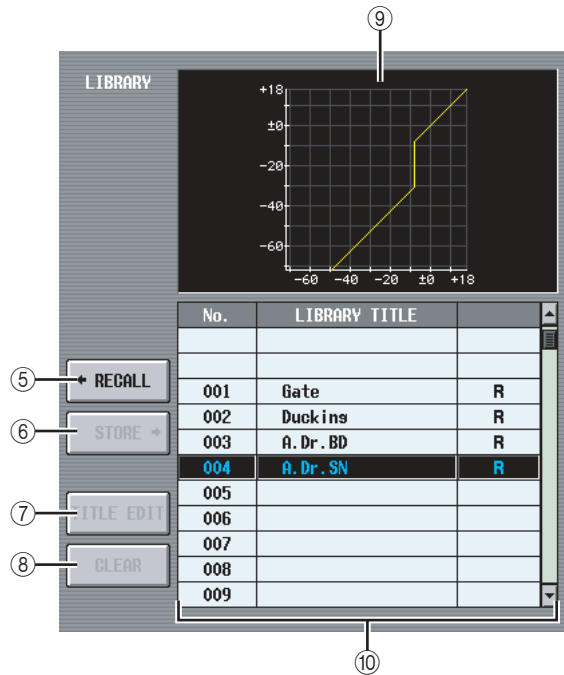 ⑨
LIBRARY
+18
±0
-20
-40
-60
-60 -40 -20 ±0 +18
No. LIBRARY TITLE
⑤ RECALL
001 Gate R
002 Ducking R
⑥ STORE
003 A.Dr.BD R
004 A.Dr.SN R
005
⑦ TITLE EDIT
006
007
⑧ CLEAR
008
009
⑩